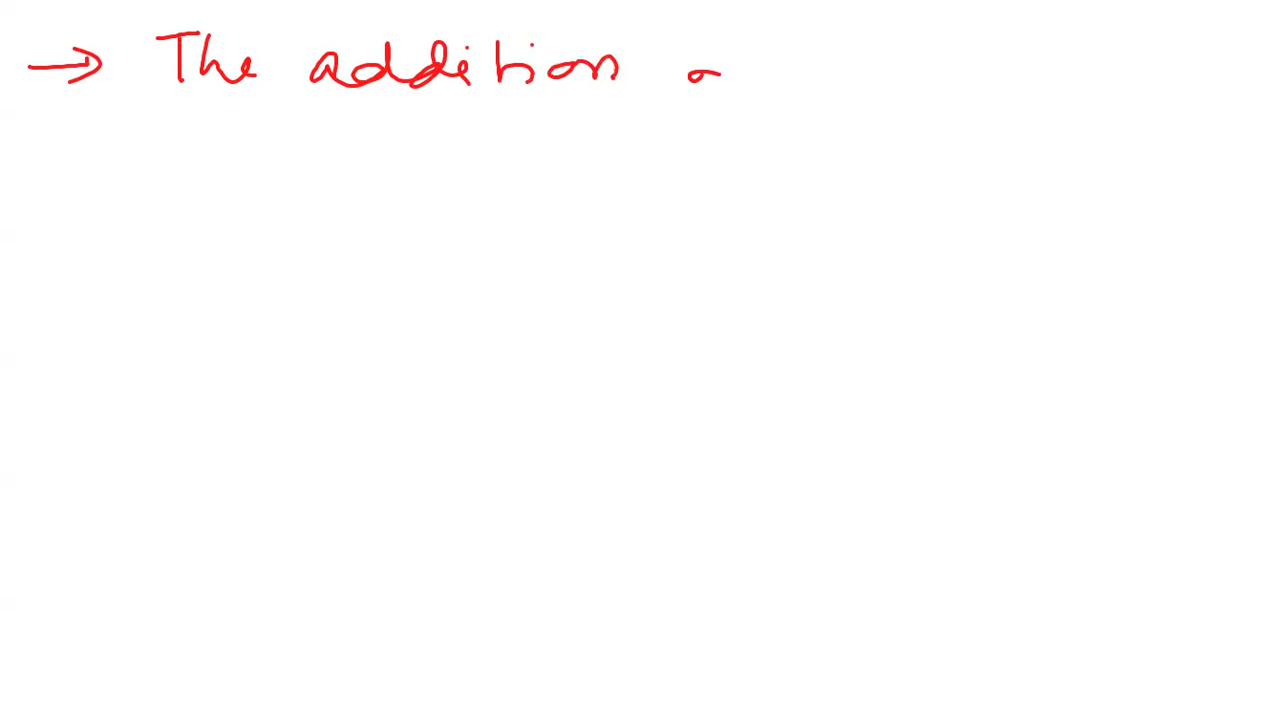 → The addition o